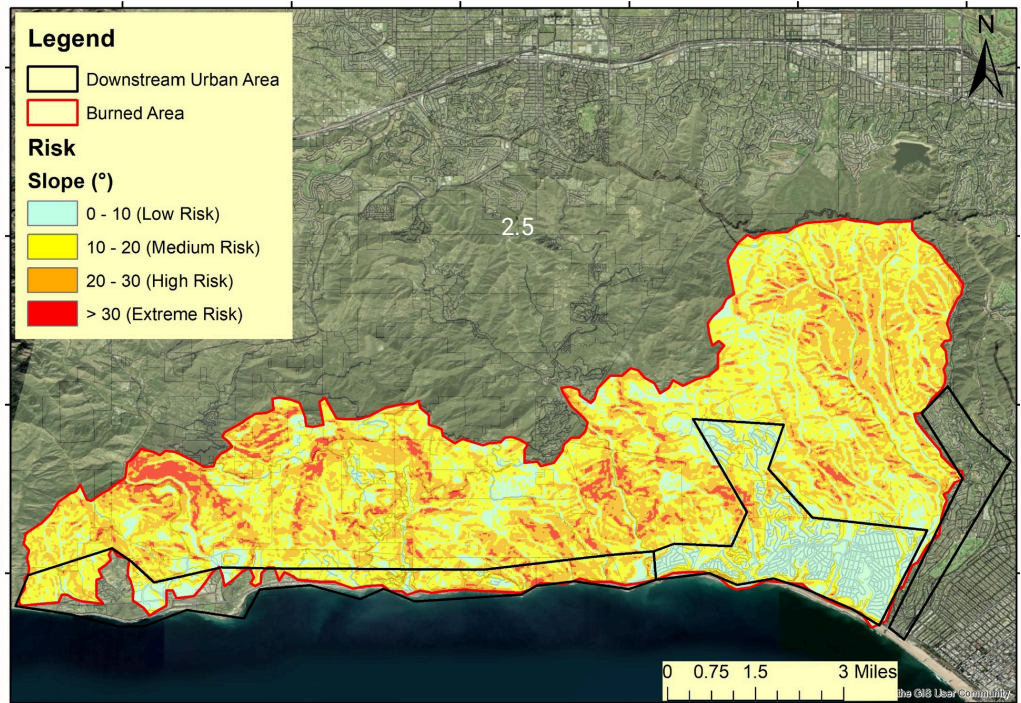 Legend
Downstream Urban Area
Burned Area
Risk
Slope (°)
0 - 10 (Low Risk)
10 - 20 (Medium Risk)
20 - 30 (High Risk)
> 30 (Extreme Risk)
N
2.5
0 0.75 1.5 3 Miles
the GIS User Community